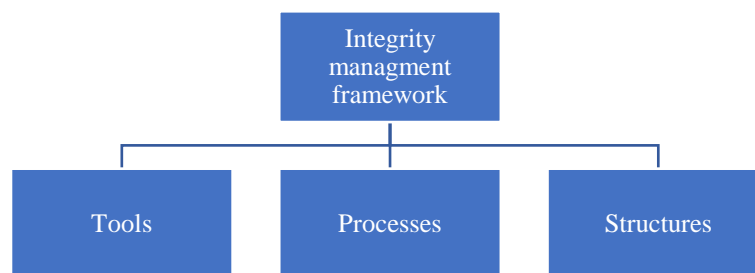 Integrity
managment
framework
Tools
Processes
Structures